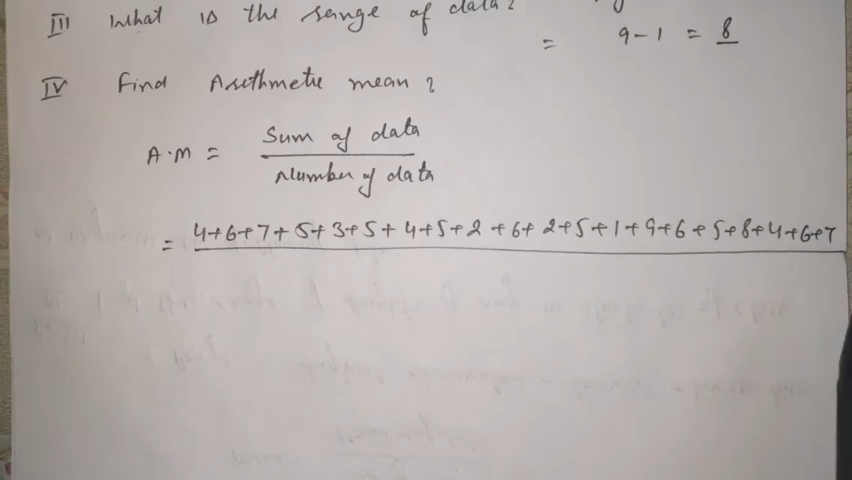 III What is the range of data?
= 9-1 = 8
IV Find Arithmetic mean?
A.M = Sum of data
Number of data
= 4+6+7+5+3+5+4+5+2+6+2+5+1+9+6+5+8+4+6+7